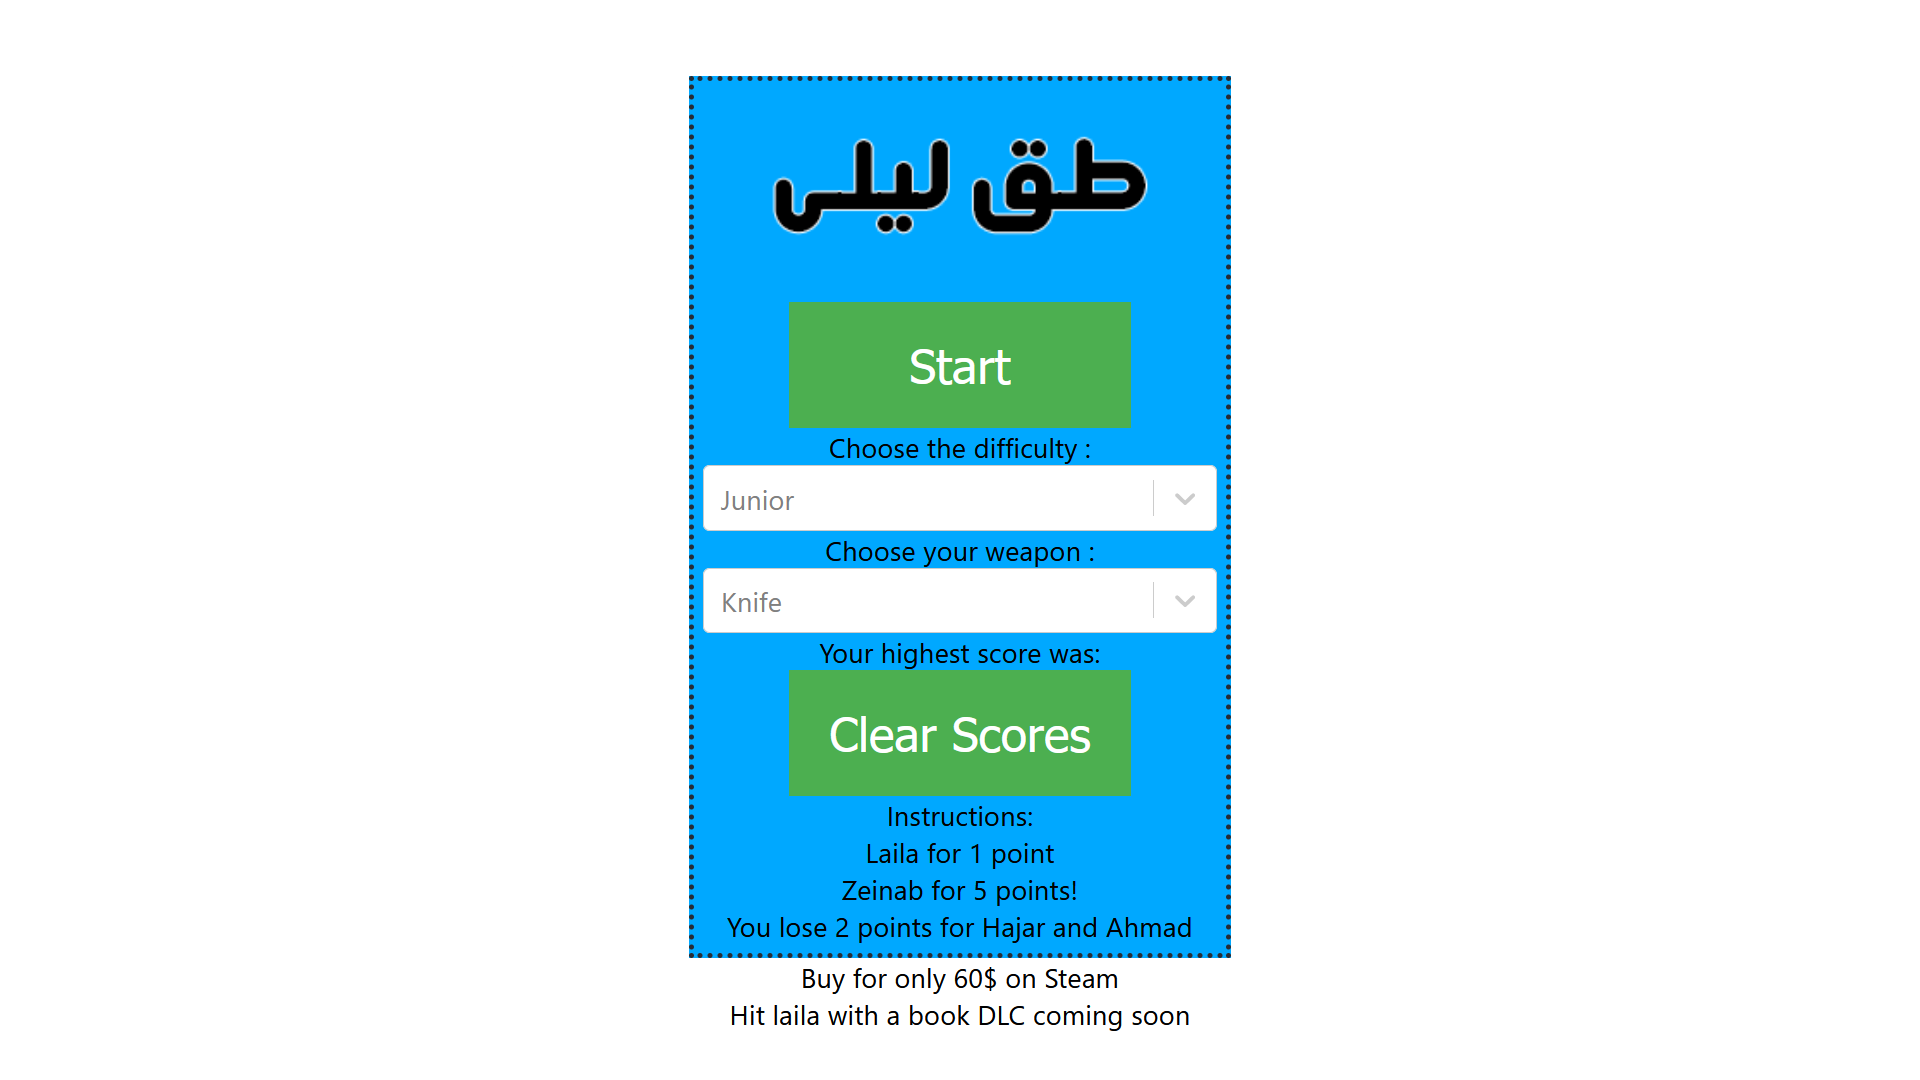 طق ليلى
Start
Choose the difficulty :
Junior
Choose your weapon :
Knife
Your highest score was:
Clear Scores
Instructions:
Laila for 1 point
Zeinab for 5 points!
You lose 2 points for Hajar and Ahmad
Buy for only 60$ on Steam
Hit laila with a book DLC coming soon